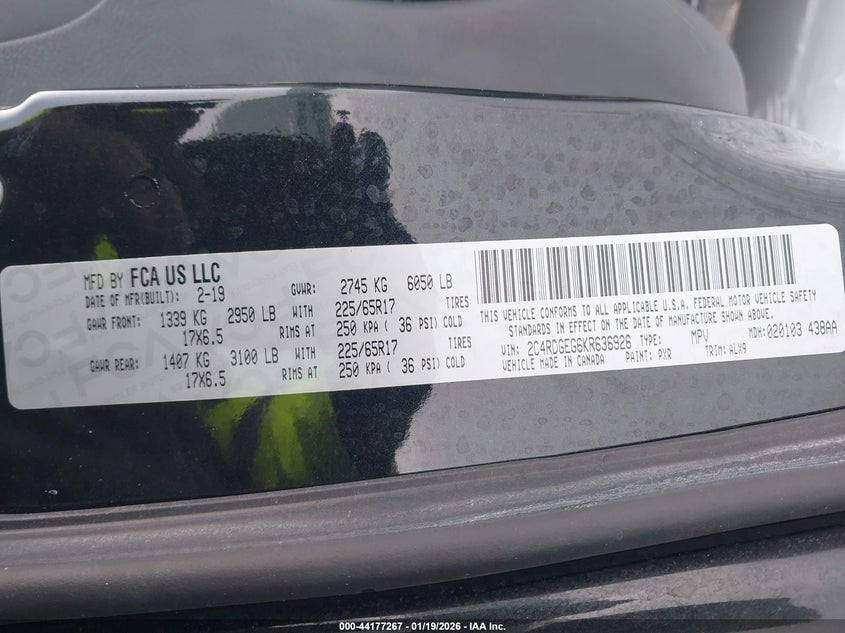 MFD BY FCA US LLC
DATE OF MFR(BUILT): 2-19 GVWR: 2745 KG 6050 LB
GAWR FRONT: 1339 KG 2950 LB WITH 225/65R17 TIRES
17X6.5 RIMS AT 250 KPA ( 36 PSI) COLD
GAWR REAR: 1407 KG 3100 LB WITH 225/65R17 TIRES
17X6.5 RIMS AT 250 KPA ( 36 PSI) COLD
THIS VEHICLE CONFORMS TO ALL APPLICABLE U.S.A. FEDERAL MOTOR VEHICLE SAFETY
STANDARDS IN EFFECT ON THE DATE OF MANUFACTURE SHOWN ABOVE.
VIN: 2C4RDGEG6KR636926 TYPE: MPV MDH: 020103 438AA
VEHICLE MADE IN CANADA PAINT: PXR TRIM: ALX9
000-44177267 - 01/19/2026 - IAA Inc.